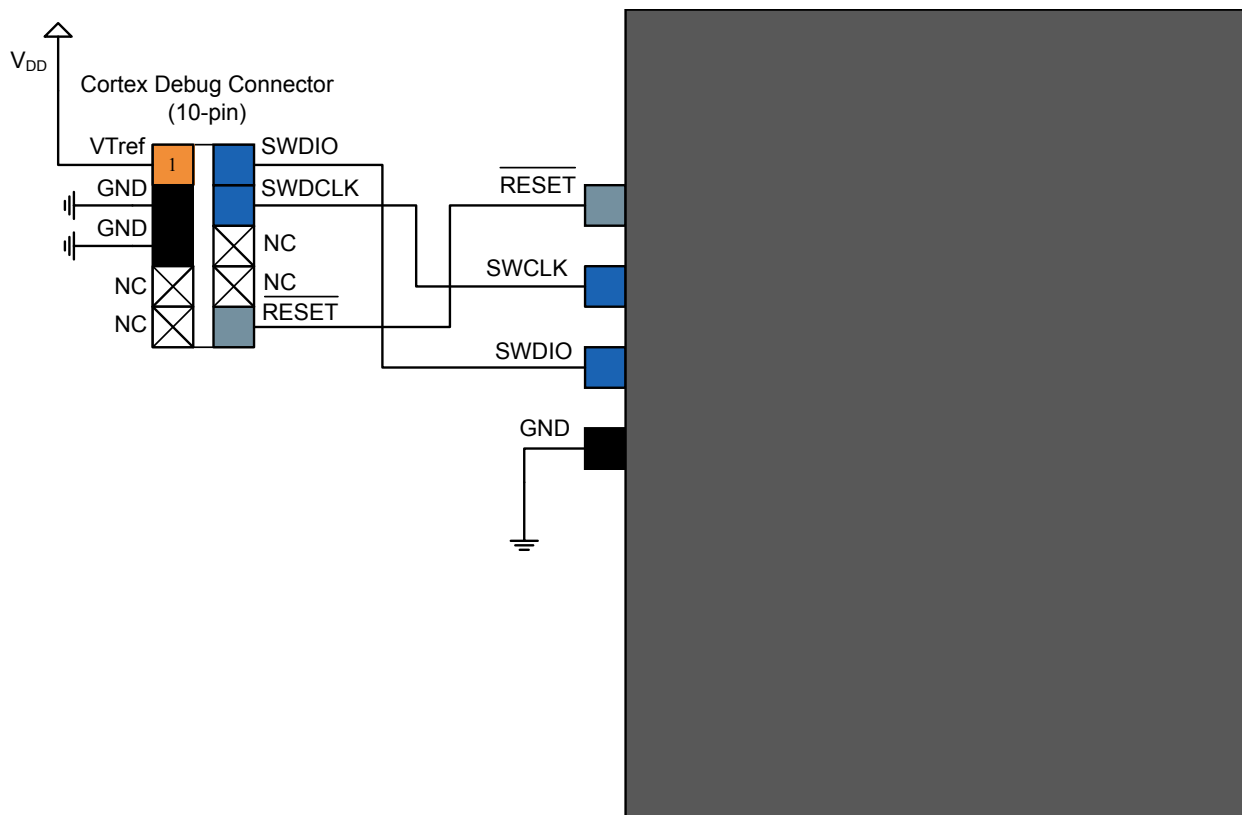 V_DD
Cortex Debug Connector
(10-pin)
VTref
1
SWDIO
GND
SWDCLK
GND
NC
NC
NC
NC
RESET
RESET
SWCLK
SWDIO
GND